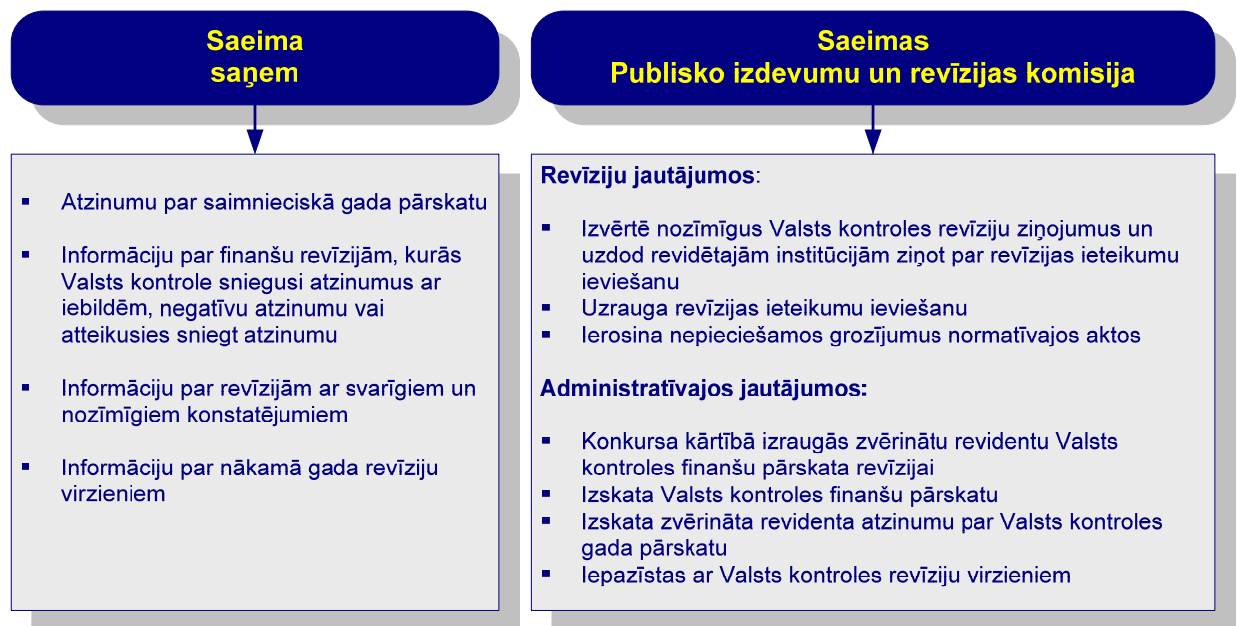 Saeima
saņem
▪ Atzinumu par saimnieciskā gada pārskatu
▪ Informāciju par finanšu revīzijām, kurās
Valsts kontrole sniegusi atzinumus ar
iebildēm, negatīvu atzinumu vai
atteikusies sniegt atzinumu
▪ Informāciju par revīzijām ar svarīgiem un
nozīmīgiem konstatējumiem
▪ Informāciju par nākamā gada revīziju
virzieniem
Saeimas
Publisko izdevumu un revīzijas komisija
Revīziju jautājumos:
▪ Izvērtē nozīmīgus Valsts kontroles revīziju ziņojumus un
uzdod revidētajām institūcijām ziņot par revīzijas ieteikumu
ieviešanu
▪ Uzrauga revīzijas ieteikumu ieviešanu
▪ Ierosina nepieciešamos grozījumus normatīvajos aktos
Administratīvajos jautājumos:
▪ Konkursa kārtībā izraugās zvērinātu revidentu Valsts
kontroles finanšu pārskata revīzijai
▪ Izskata Valsts kontroles finanšu pārskatu
▪ Izskata zvērināta revidenta atzinumu par Valsts kontroles
gada pārskatu
▪ Iepazīstas ar Valsts kontroles revīziju virzieniem